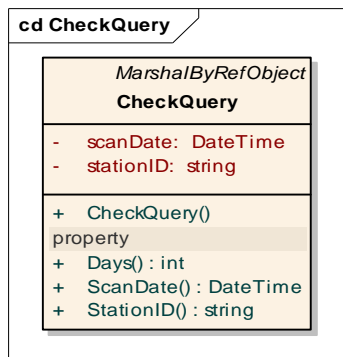 cd CheckQuery
MarshalByRefObject
CheckQuery
- scanDate: DateTime
- stationID: string
+ CheckQuery()
property
+ Days() : int
+ ScanDate() : DateTime
+ StationID() : string